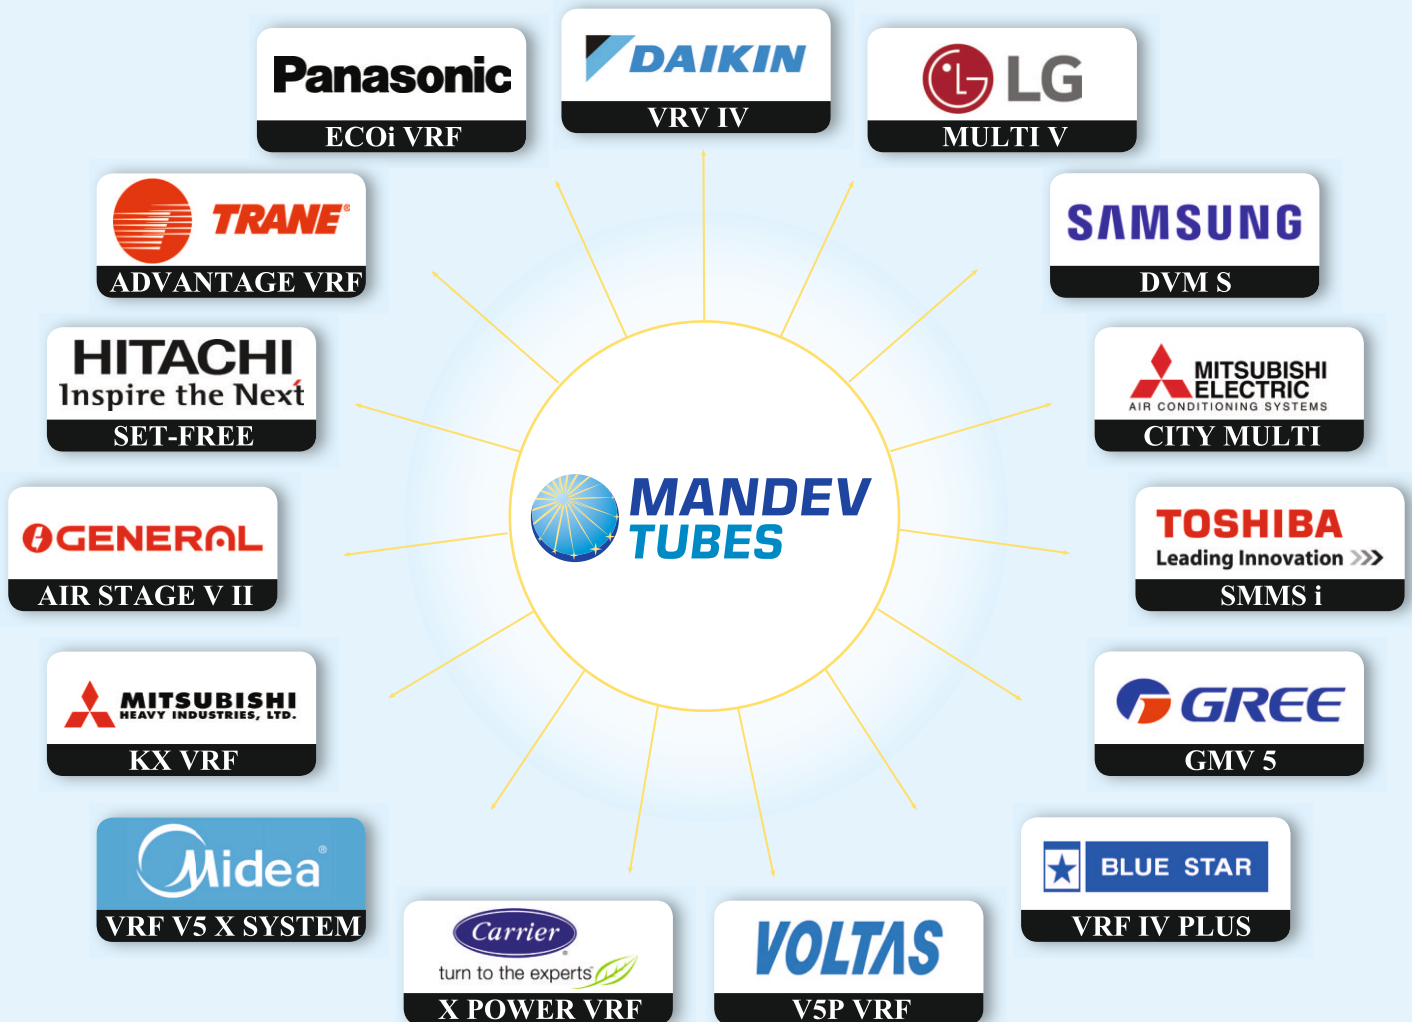 Panasonic
ECOi VRF
DAIKIN
VRV IV
LG
MULTI V
TRANE®
ADVANTAGE VRF
SAMSUNG
DVM S
HITACHI
Inspire the Next
SET-FREE
MITSUBISHI
ELECTRIC
AIR CONDITIONING SYSTEMS
CITY MULTI
MANDEV
TUBES
GENERAL
AIR STAGE V II
TOSHIBA
Leading Innovation >>>
SMMS i
MITSUBISHI
HEAVY INDUSTRIES, LTD.
KX VRF
GREE
GMV 5
Midea®
VRF V5 X SYSTEM
BLUE STAR
VRF IV PLUS
Carrier
turn to the experts
X POWER VRF
VOLTAS
V5P VRF